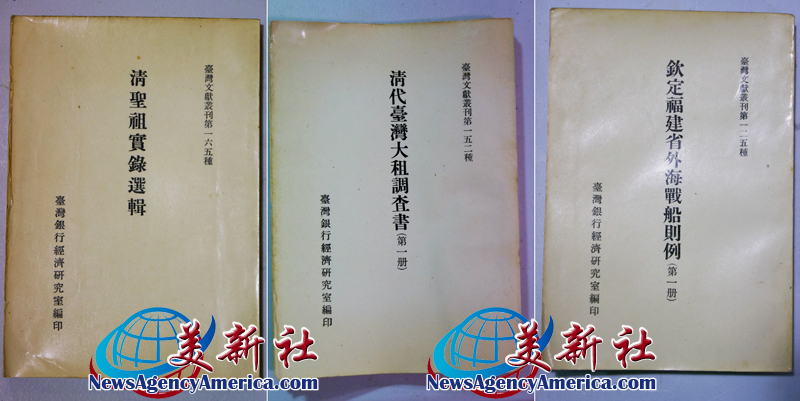 臺灣文獻叢刊第一六五種
清聖祖實錄選輯
臺灣銀行經濟研究室編印
臺灣文獻叢刊第一五二種
清代臺灣大租調查書(第一册)
臺灣銀行經濟研究室編印
臺灣文獻叢刊第一二五種
欽定福建省外海戰船則例(第一册)
臺灣銀行經濟研究室編印
美新社
NewsAgencyAmerica.com
美新社
NewsAgencyAmerica.com